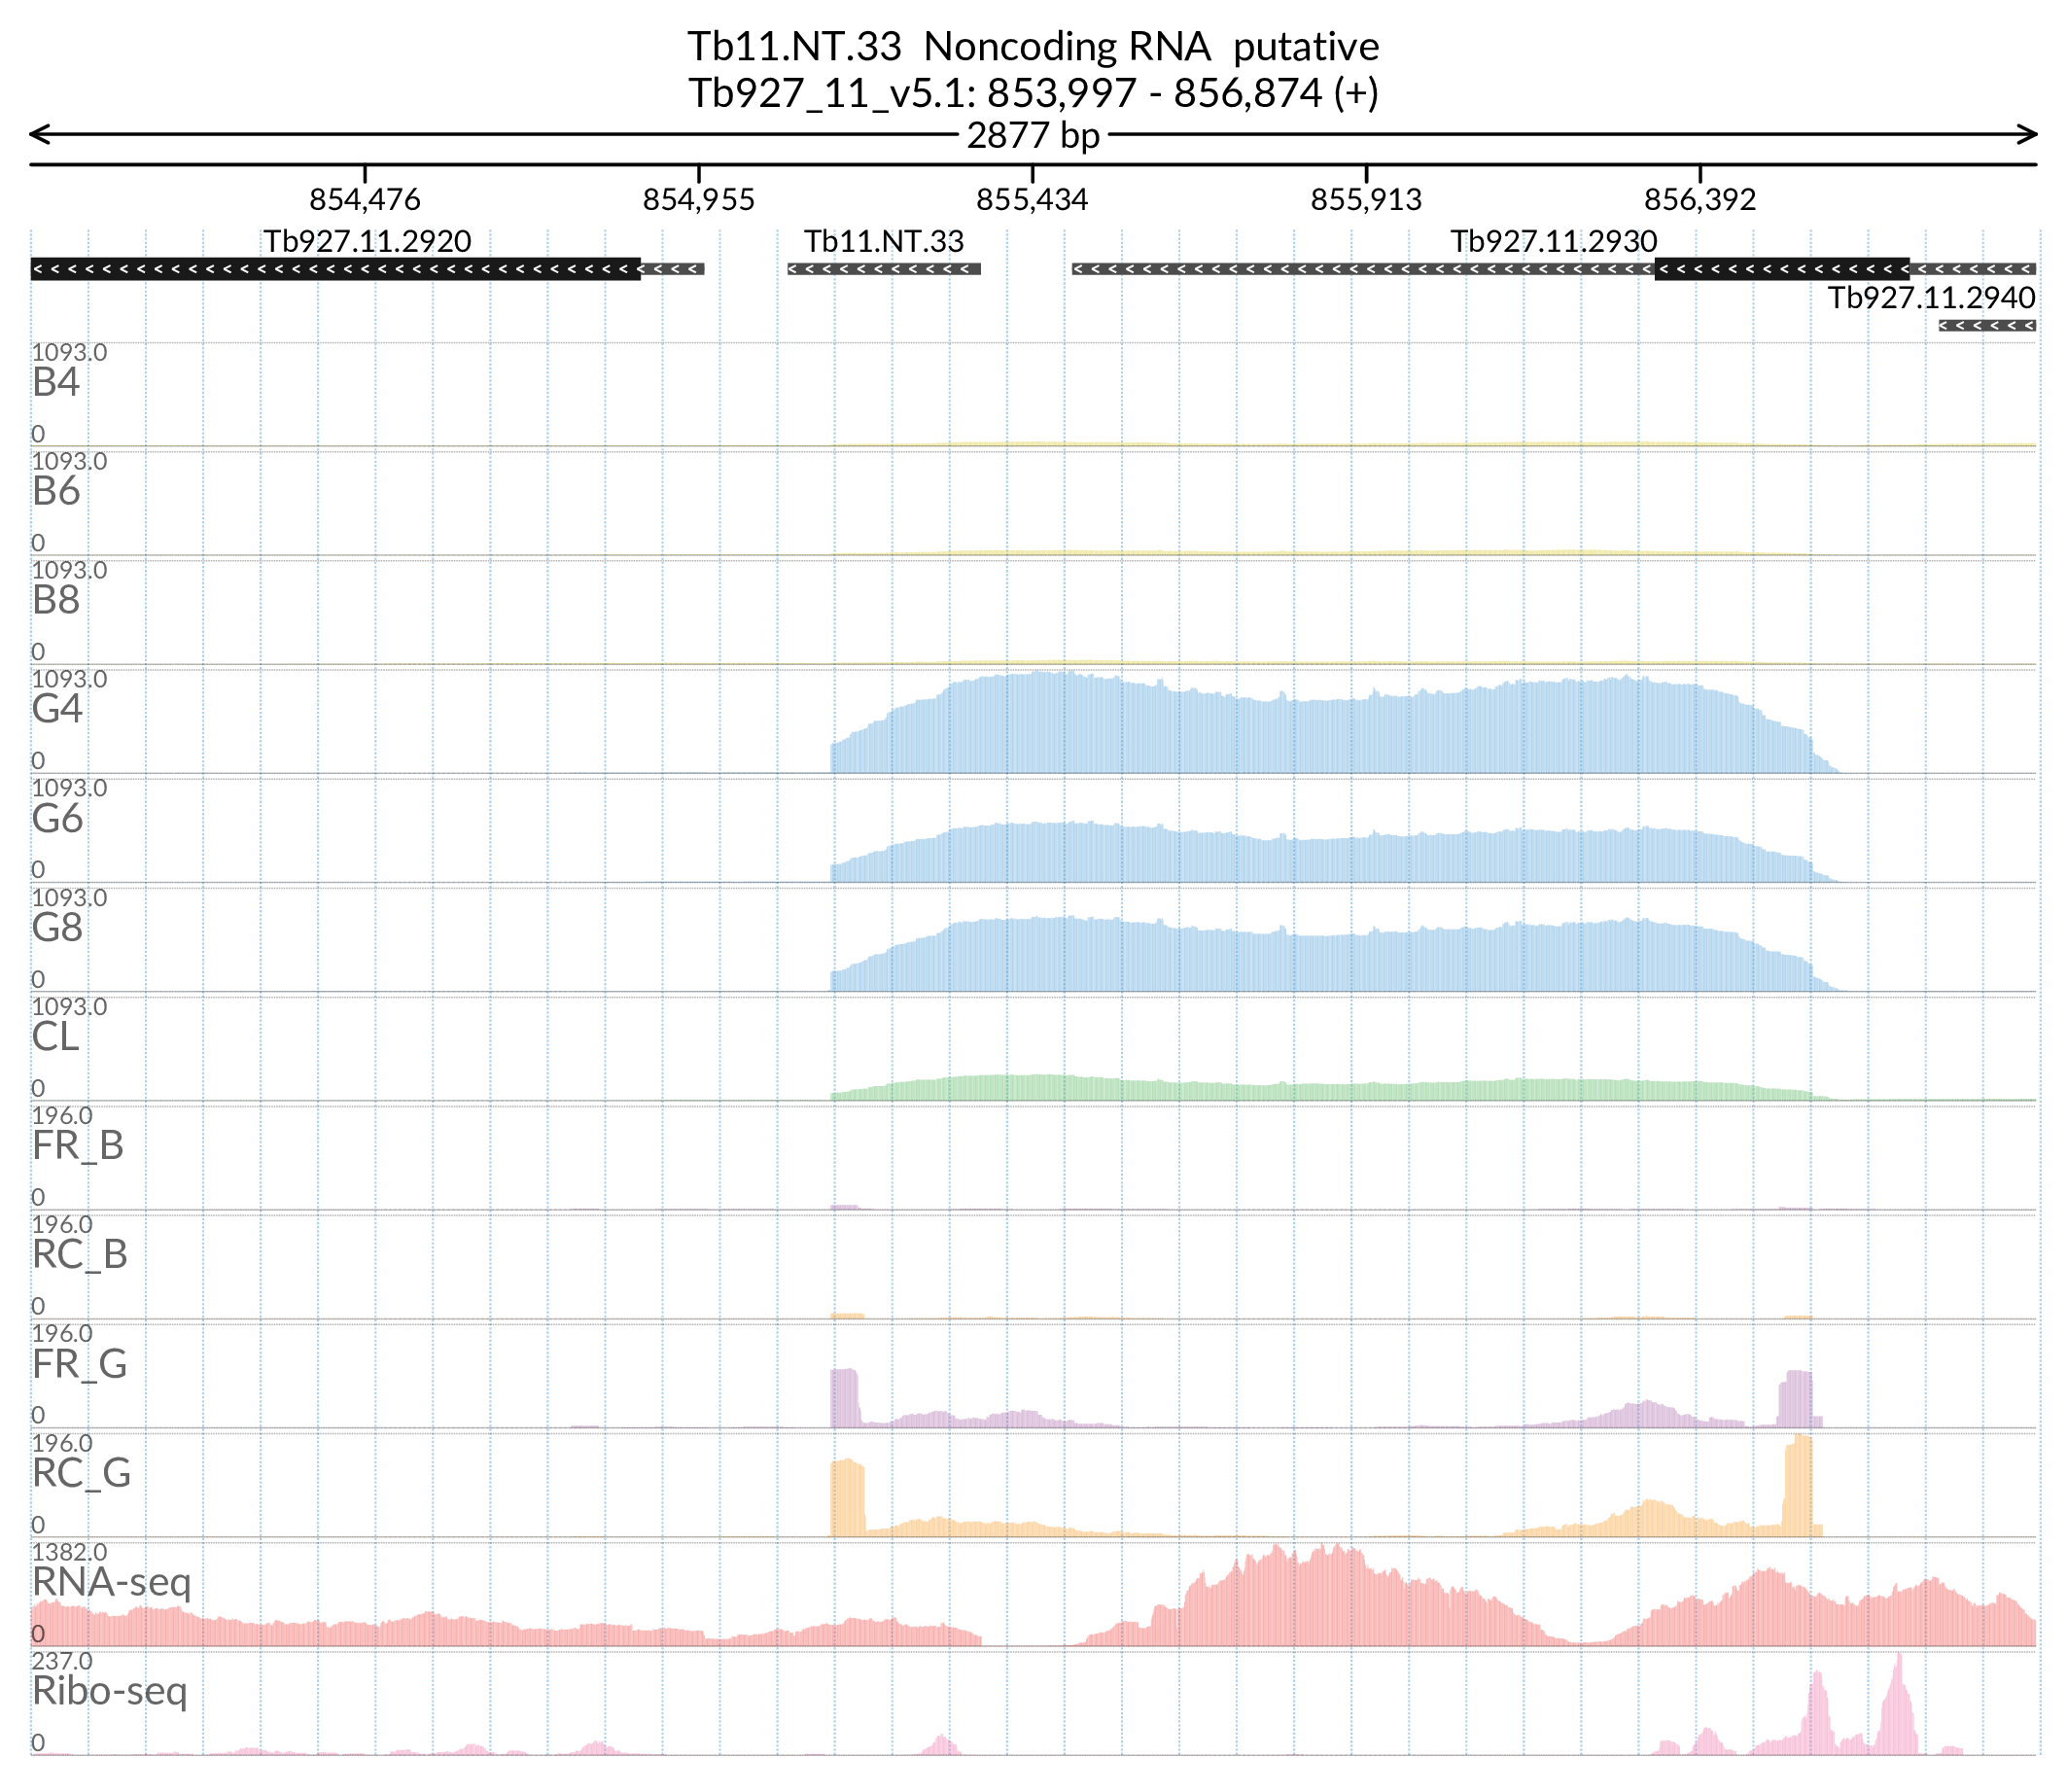 Tb11.NT.33 Noncoding RNA putative
Tb927_11_v5.1: 853,997 - 856,874 (+)
2877 bp
854,476 854,955 855,434 855,913 856,392
Tb927.11.2920 Tb11.NT.33 Tb927.11.2930
Tb927.11.2940
1093.0
B4
0
1093.0
B6
0
1093.0
B8
0
1093.0
G4
0
1093.0
G6
0
1093.0
G8
0
1093.0
CL
0
196.0
FR_B
0
196.0
RC_B
0
196.0
FR_G
0
196.0
RC_G
0
1382.0
RNA-seq
0
237.0
Ribo-seq
0